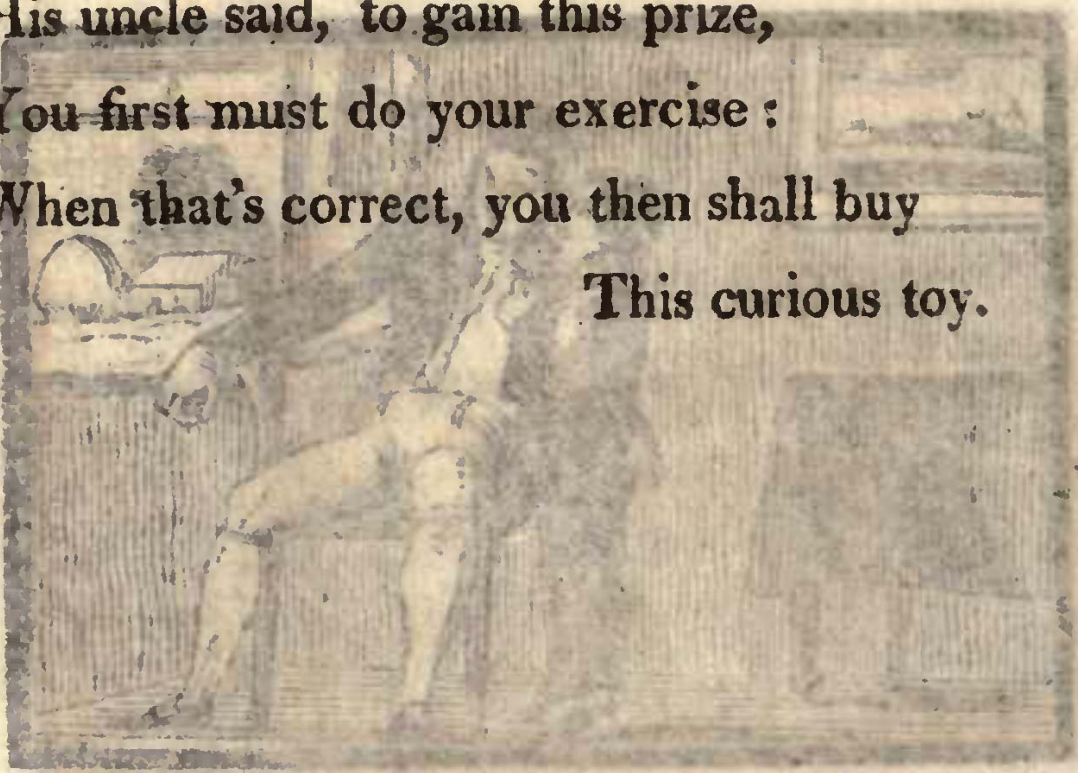 His uncle said, to gain this prize,
You first must do your exercise :
When that's correct, you then shall buy
This curious toy.